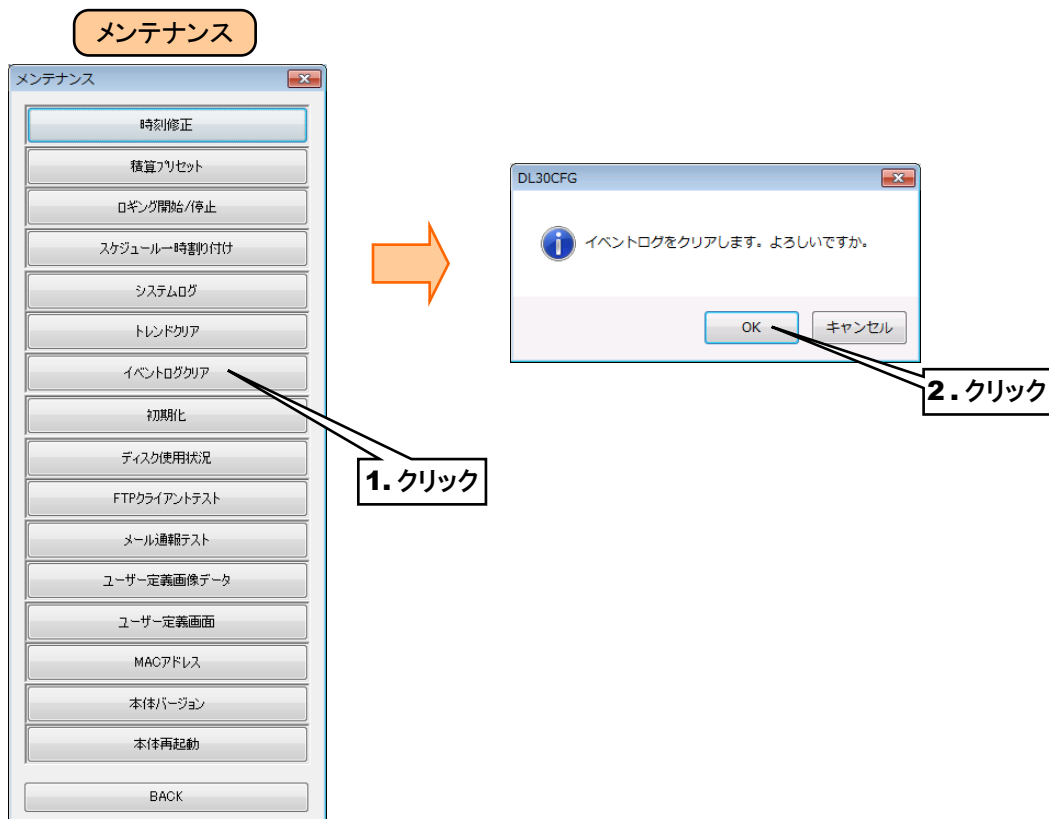 メンテナンス
メンテナンス
時刻修正
積算プリセット
ロギング開始/停止
スケジュール一時割り付け
システムログ
トレンドクリア
イベントログクリア
初期化
ディスク使用状況
FTPクライアントテスト
メール通報テスト
ユーザー定義画像データ
ユーザー定義画面
MACアドレス
本体バージョン
本体再起動
BACK
1. クリック
DL30CFG
イベントログをクリアします。よろしいですか。
OK
キャンセル
2. クリック